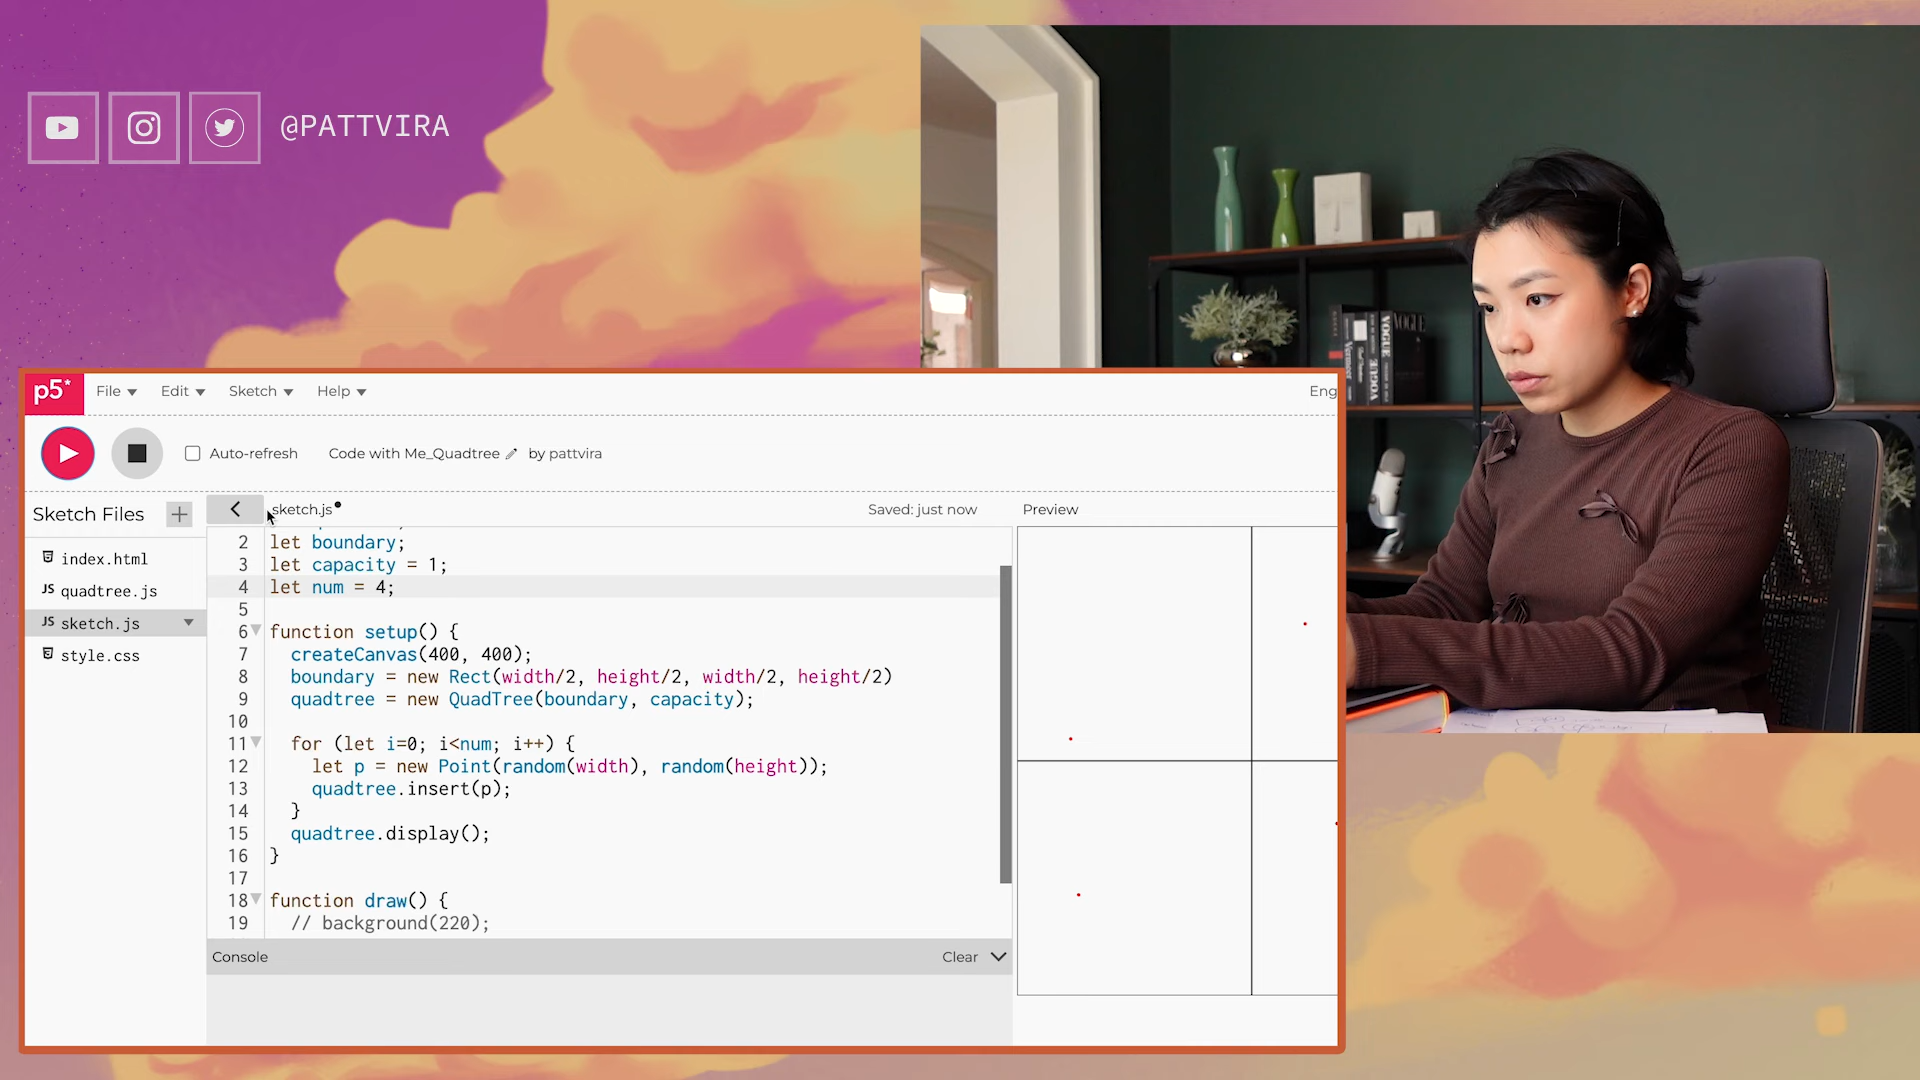 @PATTVIRA
VOGUE
VOGUE
VOGUE
p5*
File
Edit
Sketch
Help
Eng
Auto-refresh
Code with Me_Quadtree
by pattvira
Sketch Files
sketch.js
Saved: just now
Preview
index.html
quadtree.js
sketch.js
style.css
2 let boundary;
3 let capacity = 1;
4 let num = 4;
5
6 function setup() {
7 createCanvas(400, 400);
8 boundary = new Rect(width/2, height/2, width/2, height/2)
9 quadtree = new QuadTree(boundary, capacity);
10
11 for (let i=0; i<num; i++) {
12 let p = new Point(random(width), random(height));
13 quadtree.insert(p);
14 }
15 quadtree.display();
16 }
17
18 function draw() {
19 // background(220);
Console
Clear